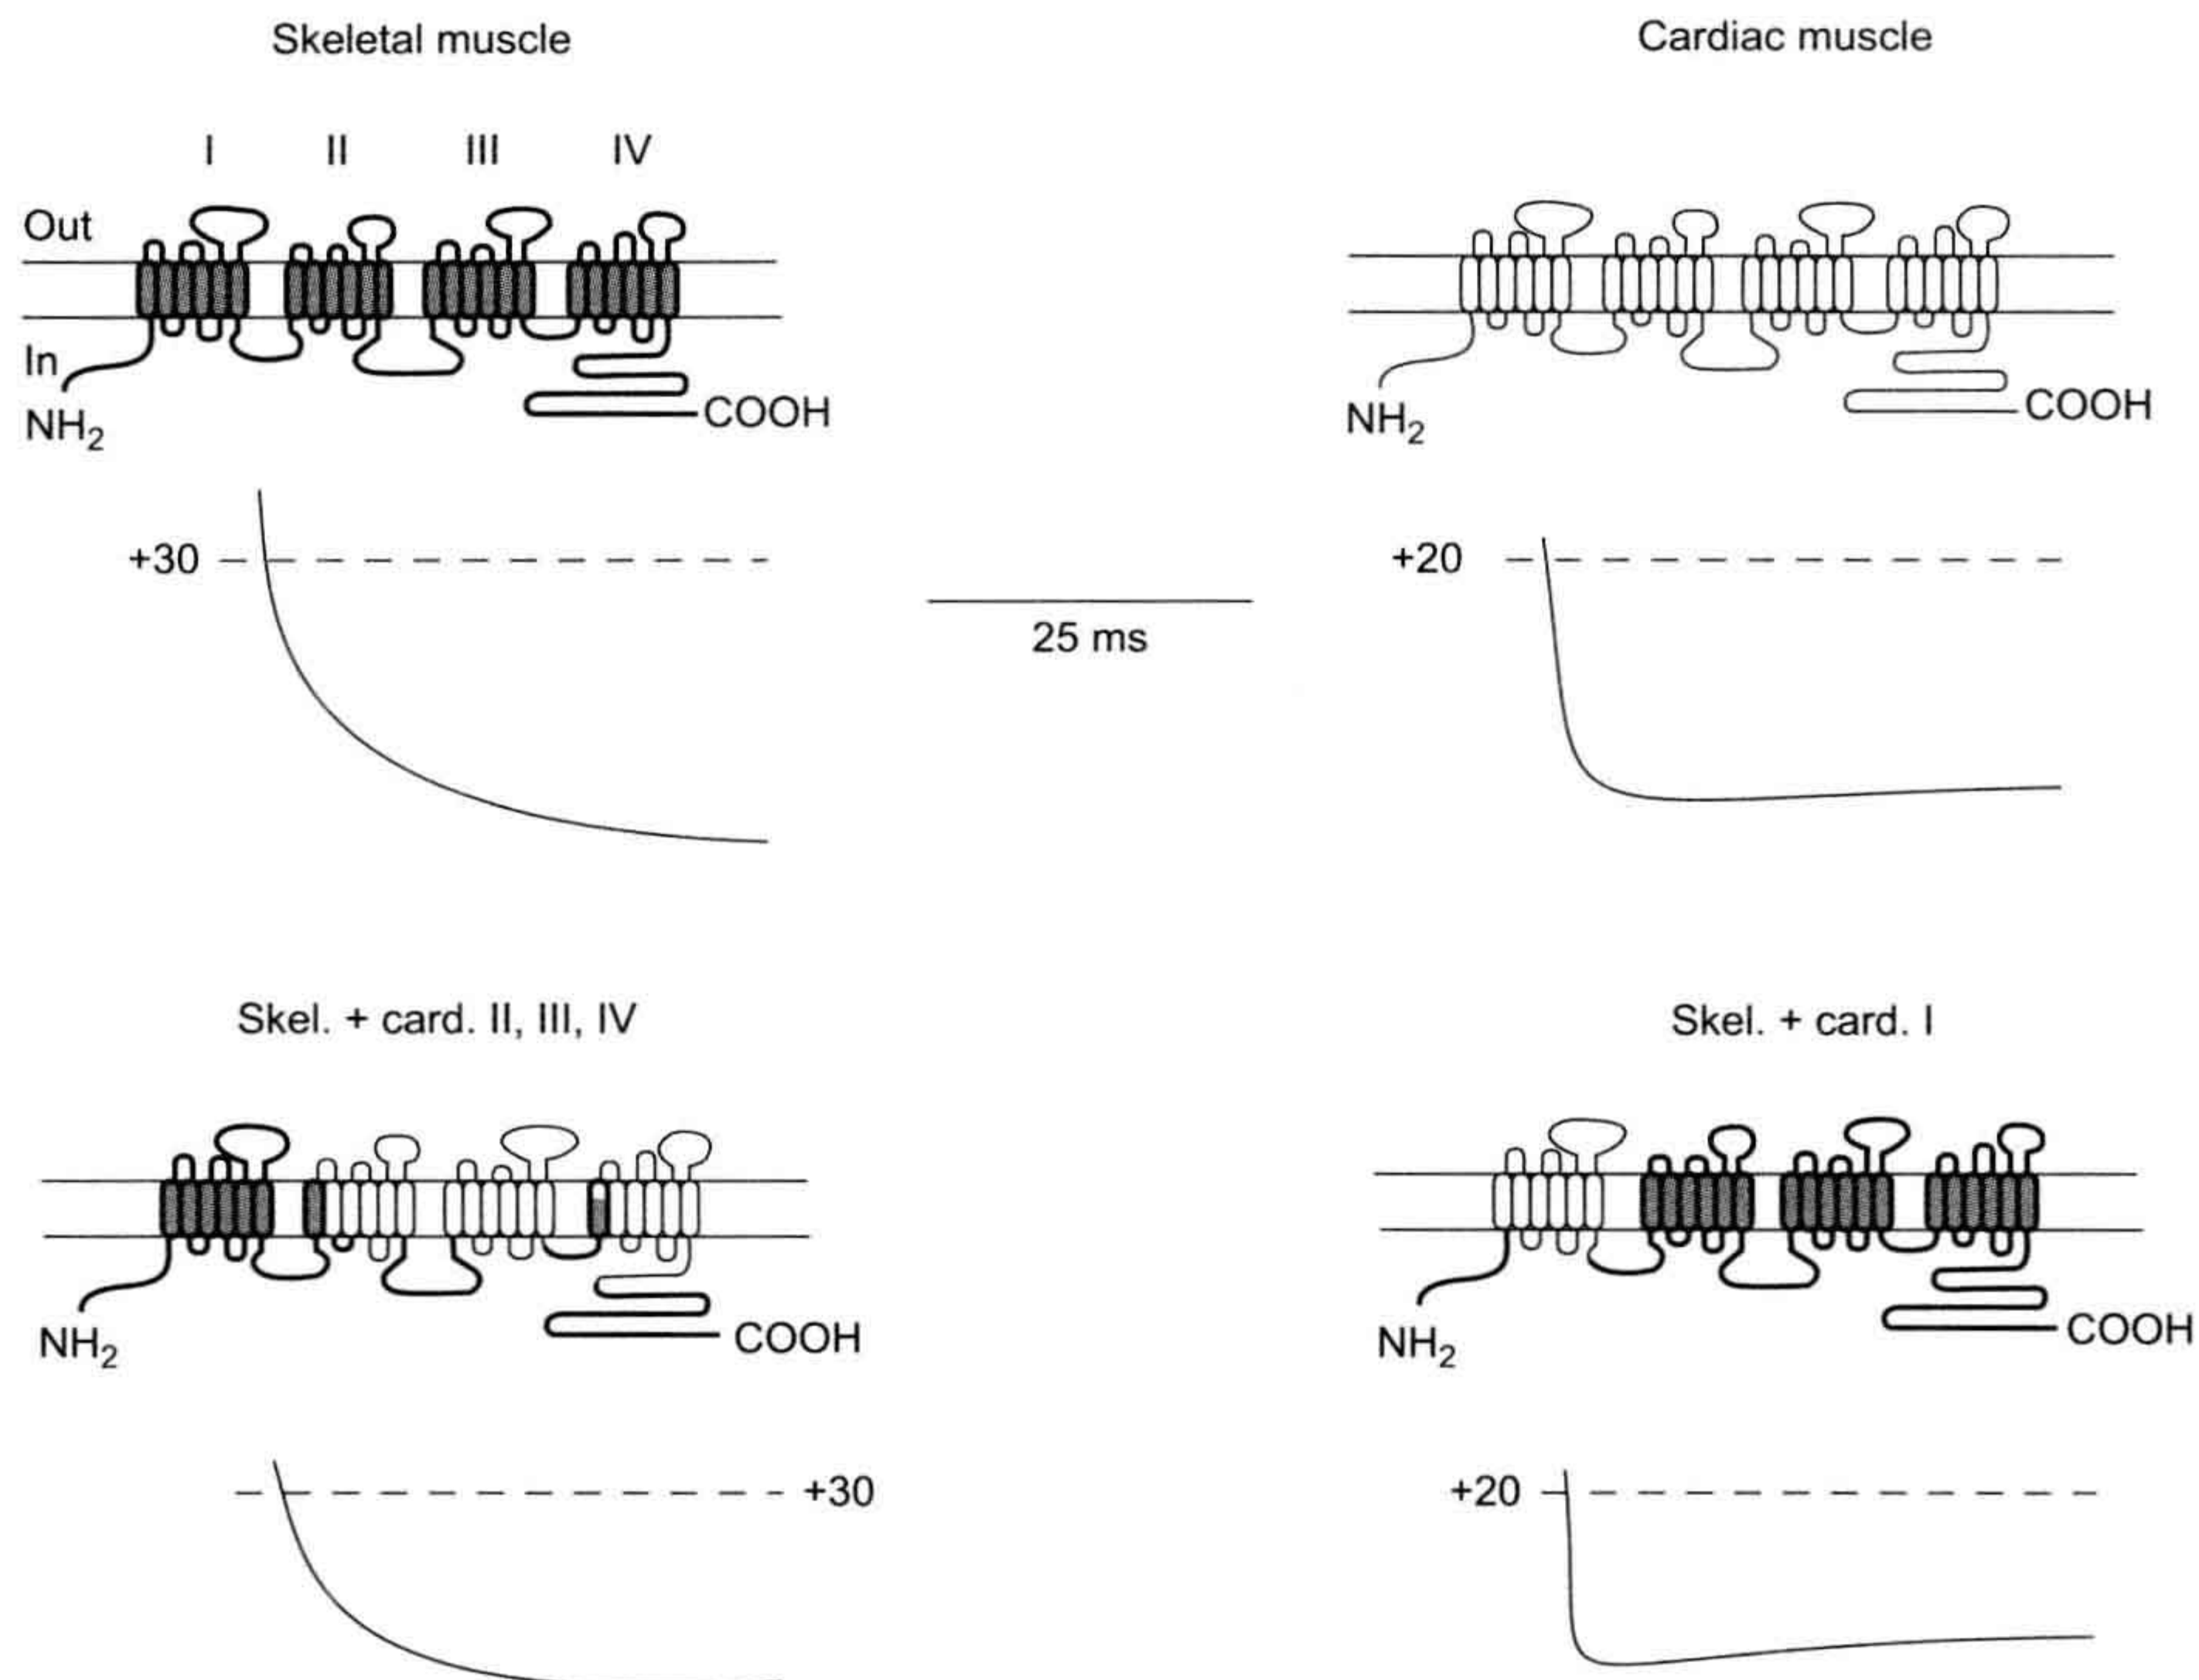 Skeletal muscle
I II III IV
Out
In
NH₂
COOH
+30
25 ms
Cardiac muscle
NH₂
COOH
+20
Skel. + card. II, III, IV
NH₂
COOH
+30
Skel. + card. I
NH₂
COOH
+20